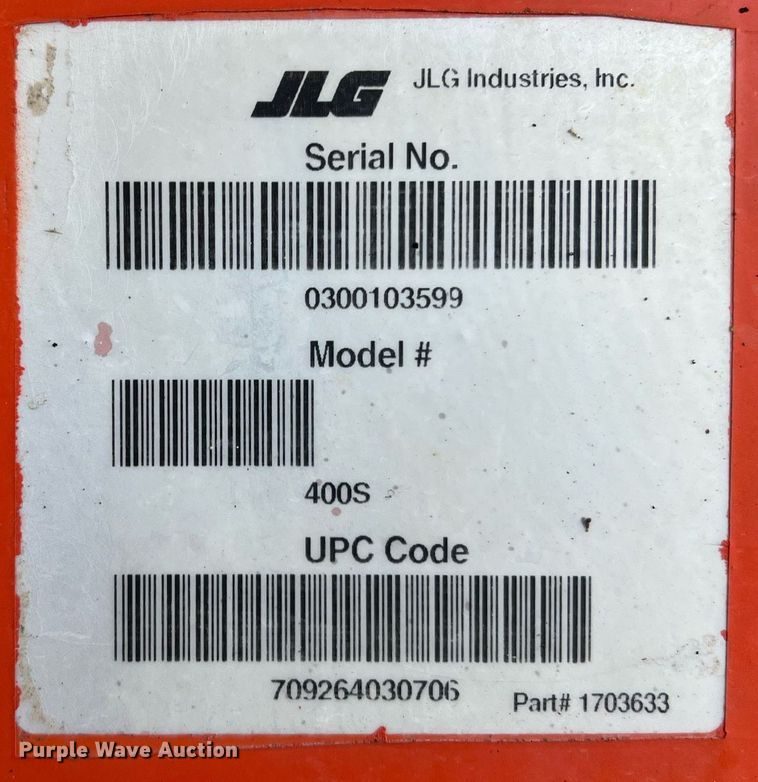 JLG JLG Industries, Inc.
Serial No.
0300103599
Model #
400S
UPC Code
709264030706
Part# 1703633
Purple Wave Auction